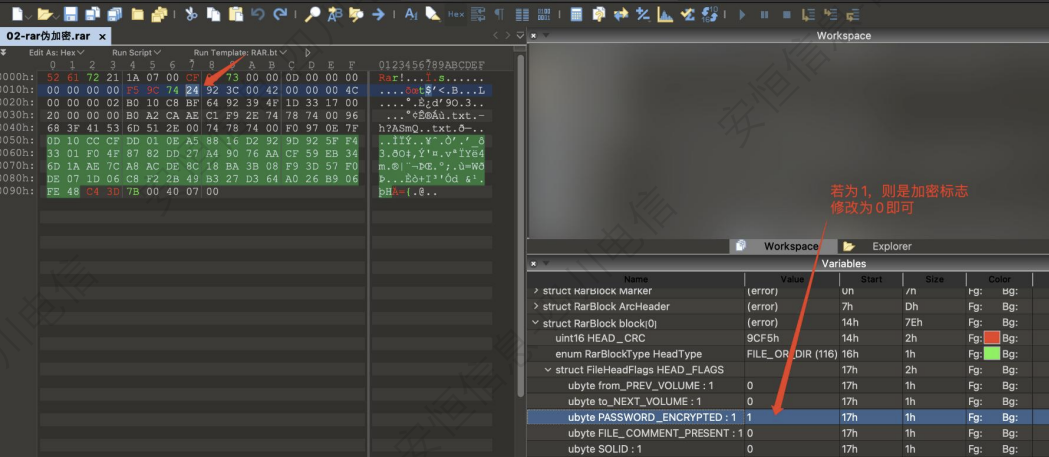 02-rar伪加密.rar ×
Workspace
Edit As: Hex Run Script Run Template: RAR.bt
0 1 2 3 4 5 6 7 8 9 A B C D E F 0123456789ABCDEF
0000h: 52 61 72 21 1A 07 00 CF 73 00 00 0D 00 00 00 Rar!...Ï.s......
0010h: 00 00 00 00 F5 9C 74 24 92 3C 00 42 00 00 00 4C ....õœt$'<.B...L
0020h: 00 00 00 02 B0 10 C8 BF 64 92 39 4F 1D 33 17 00 ....°.È¿d'9O.3..
0030h: 20 00 00 00 B0 A2 CA AE C1 F9 2E 74 78 74 00 96 ...°¢Ê®Áù.txt.–
0040h: 68 3F 41 53 6D 51 2E 00 74 78 74 00 F0 97 0E 7F h?ASmQ..txt.ð—..
0050h: 0D 10 CC CF DD 01 0E A5 88 16 D2 92 9D 92 5F F4
0060h: 33 01 F0 4F 87 82 DD 27 A4 90 76 AA CF 59 EB 34
0070h: 6D 1A AE 7C A8 AC DE 8C 18 BA 3B 08 F9 3D 57 F0
0080h: DE 07 1D 06 C8 F2 2B 49 B3 27 D3 64 A0 26 B9 06
0090h: FE 48 C4 3D 7B 00 40 07 00 þHÄ={.@..
若为1，则是加密标志
修改为0即可
Workspace Explorer
Variables
Name Value Start Size Color
struct RarBlock Marker (error) 0h 7h Fg: Bg:
struct RarBlock ArcHeader (error) 7h Dh Fg: Bg:
struct RarBlock block[0] (error) 14h 7Eh Fg: Bg:
uint16 HEAD_CRC 9CF5h 14h 2h Fg: Bg:
enum RarBlockType HeadType FILE_OR_DIR (116) 16h 1h Fg: Bg:
struct FileHeadFlags HEAD_FLAGS 17h 2h Fg: Bg:
ubyte from_PREV_VOLUME : 1 0 17h 1h Fg: Bg:
ubyte to_NEXT_VOLUME : 1 0 17h 1h Fg: Bg:
ubyte PASSWORD_ENCRYPTED : 1 1 17h 1h Fg: Bg:
ubyte FILE_COMMENT_PRESENT : 1 0 17h 1h Fg: Bg:
ubyte SOLID : 1 0 17h 1h Fg: Bg: